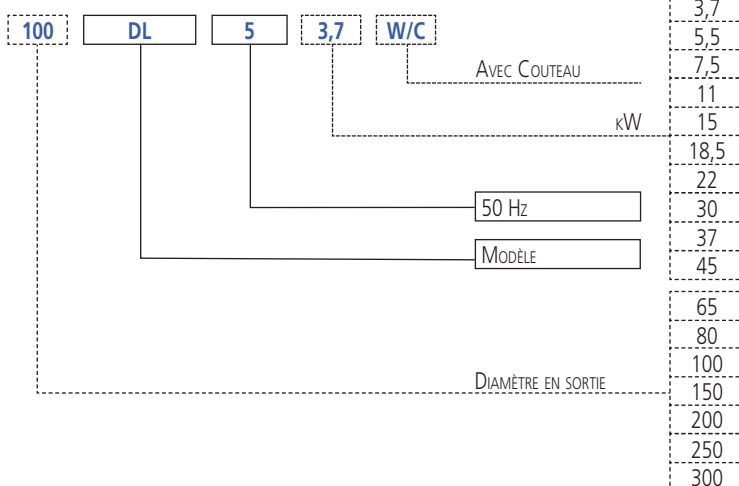 3,7
100 DL 5 3,7 W/C
5,5
Avec Couteau 7,5
11
kW 15
18,5
22
50 Hz 30
37
Modèle
45
65
80
100
Diamètre en sortie
150
200
250
300